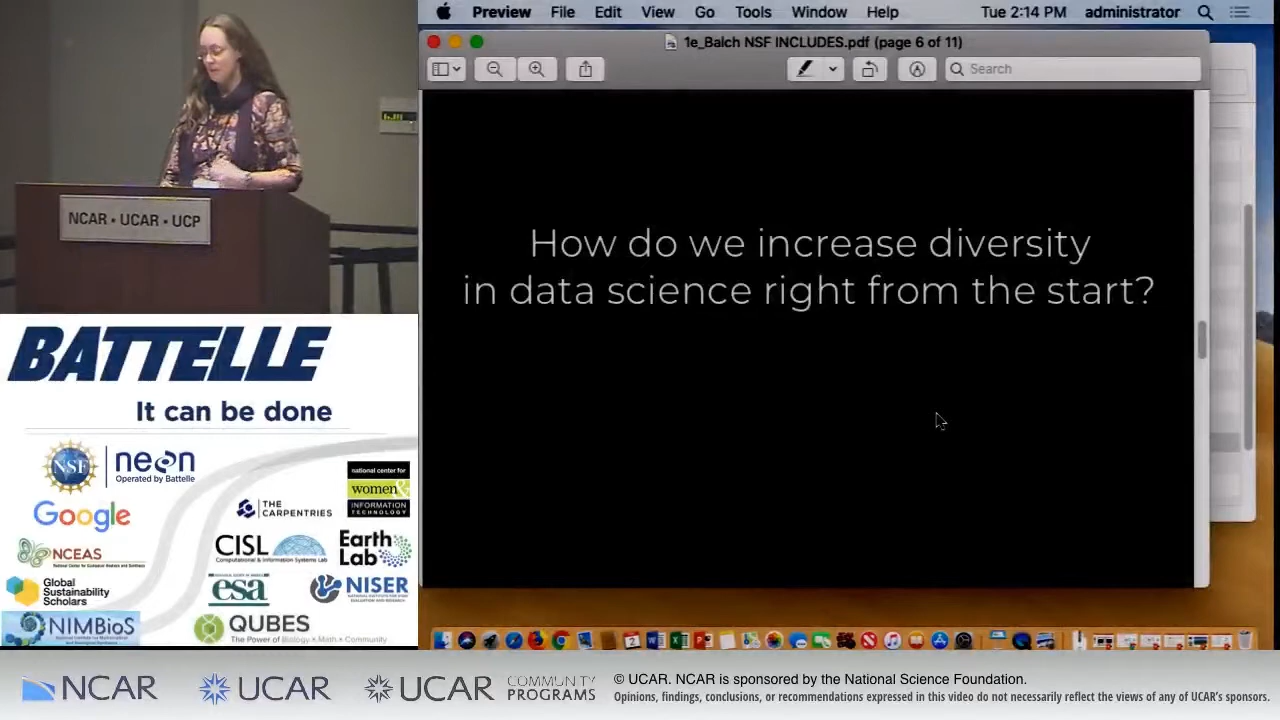 Preview File Edit View Go Tools Window Help Tue 2:14 PM administrator
1e_Balch NSF INCLUDES.pdf (page 6 of 11)
Search
How do we increase diversity
in data science right from the start?
NCAR • UCAR • UCP
BATTELLE
It can be done
NSF
neon
Operated by Battelle
national center for
women &
INFORMATION
TECHNOLOGY
Google
THE
CARPENTRIES
NCEAS
CISL
Computational & Information Systems Lab
Earth
Lab
Global
Sustainability
Scholars
esa
NISER
NIMBioS
QUBES
The Power of Biology • Math • Community
NCAR
UCAR
UCAR
COMMUNITY
PROGRAMS
© UCAR. NCAR is sponsored by the National Science Foundation.
Opinions, findings, conclusions, or recommendations expressed in this video do not necessarily reflect the views of any of UCAR's sponsors.